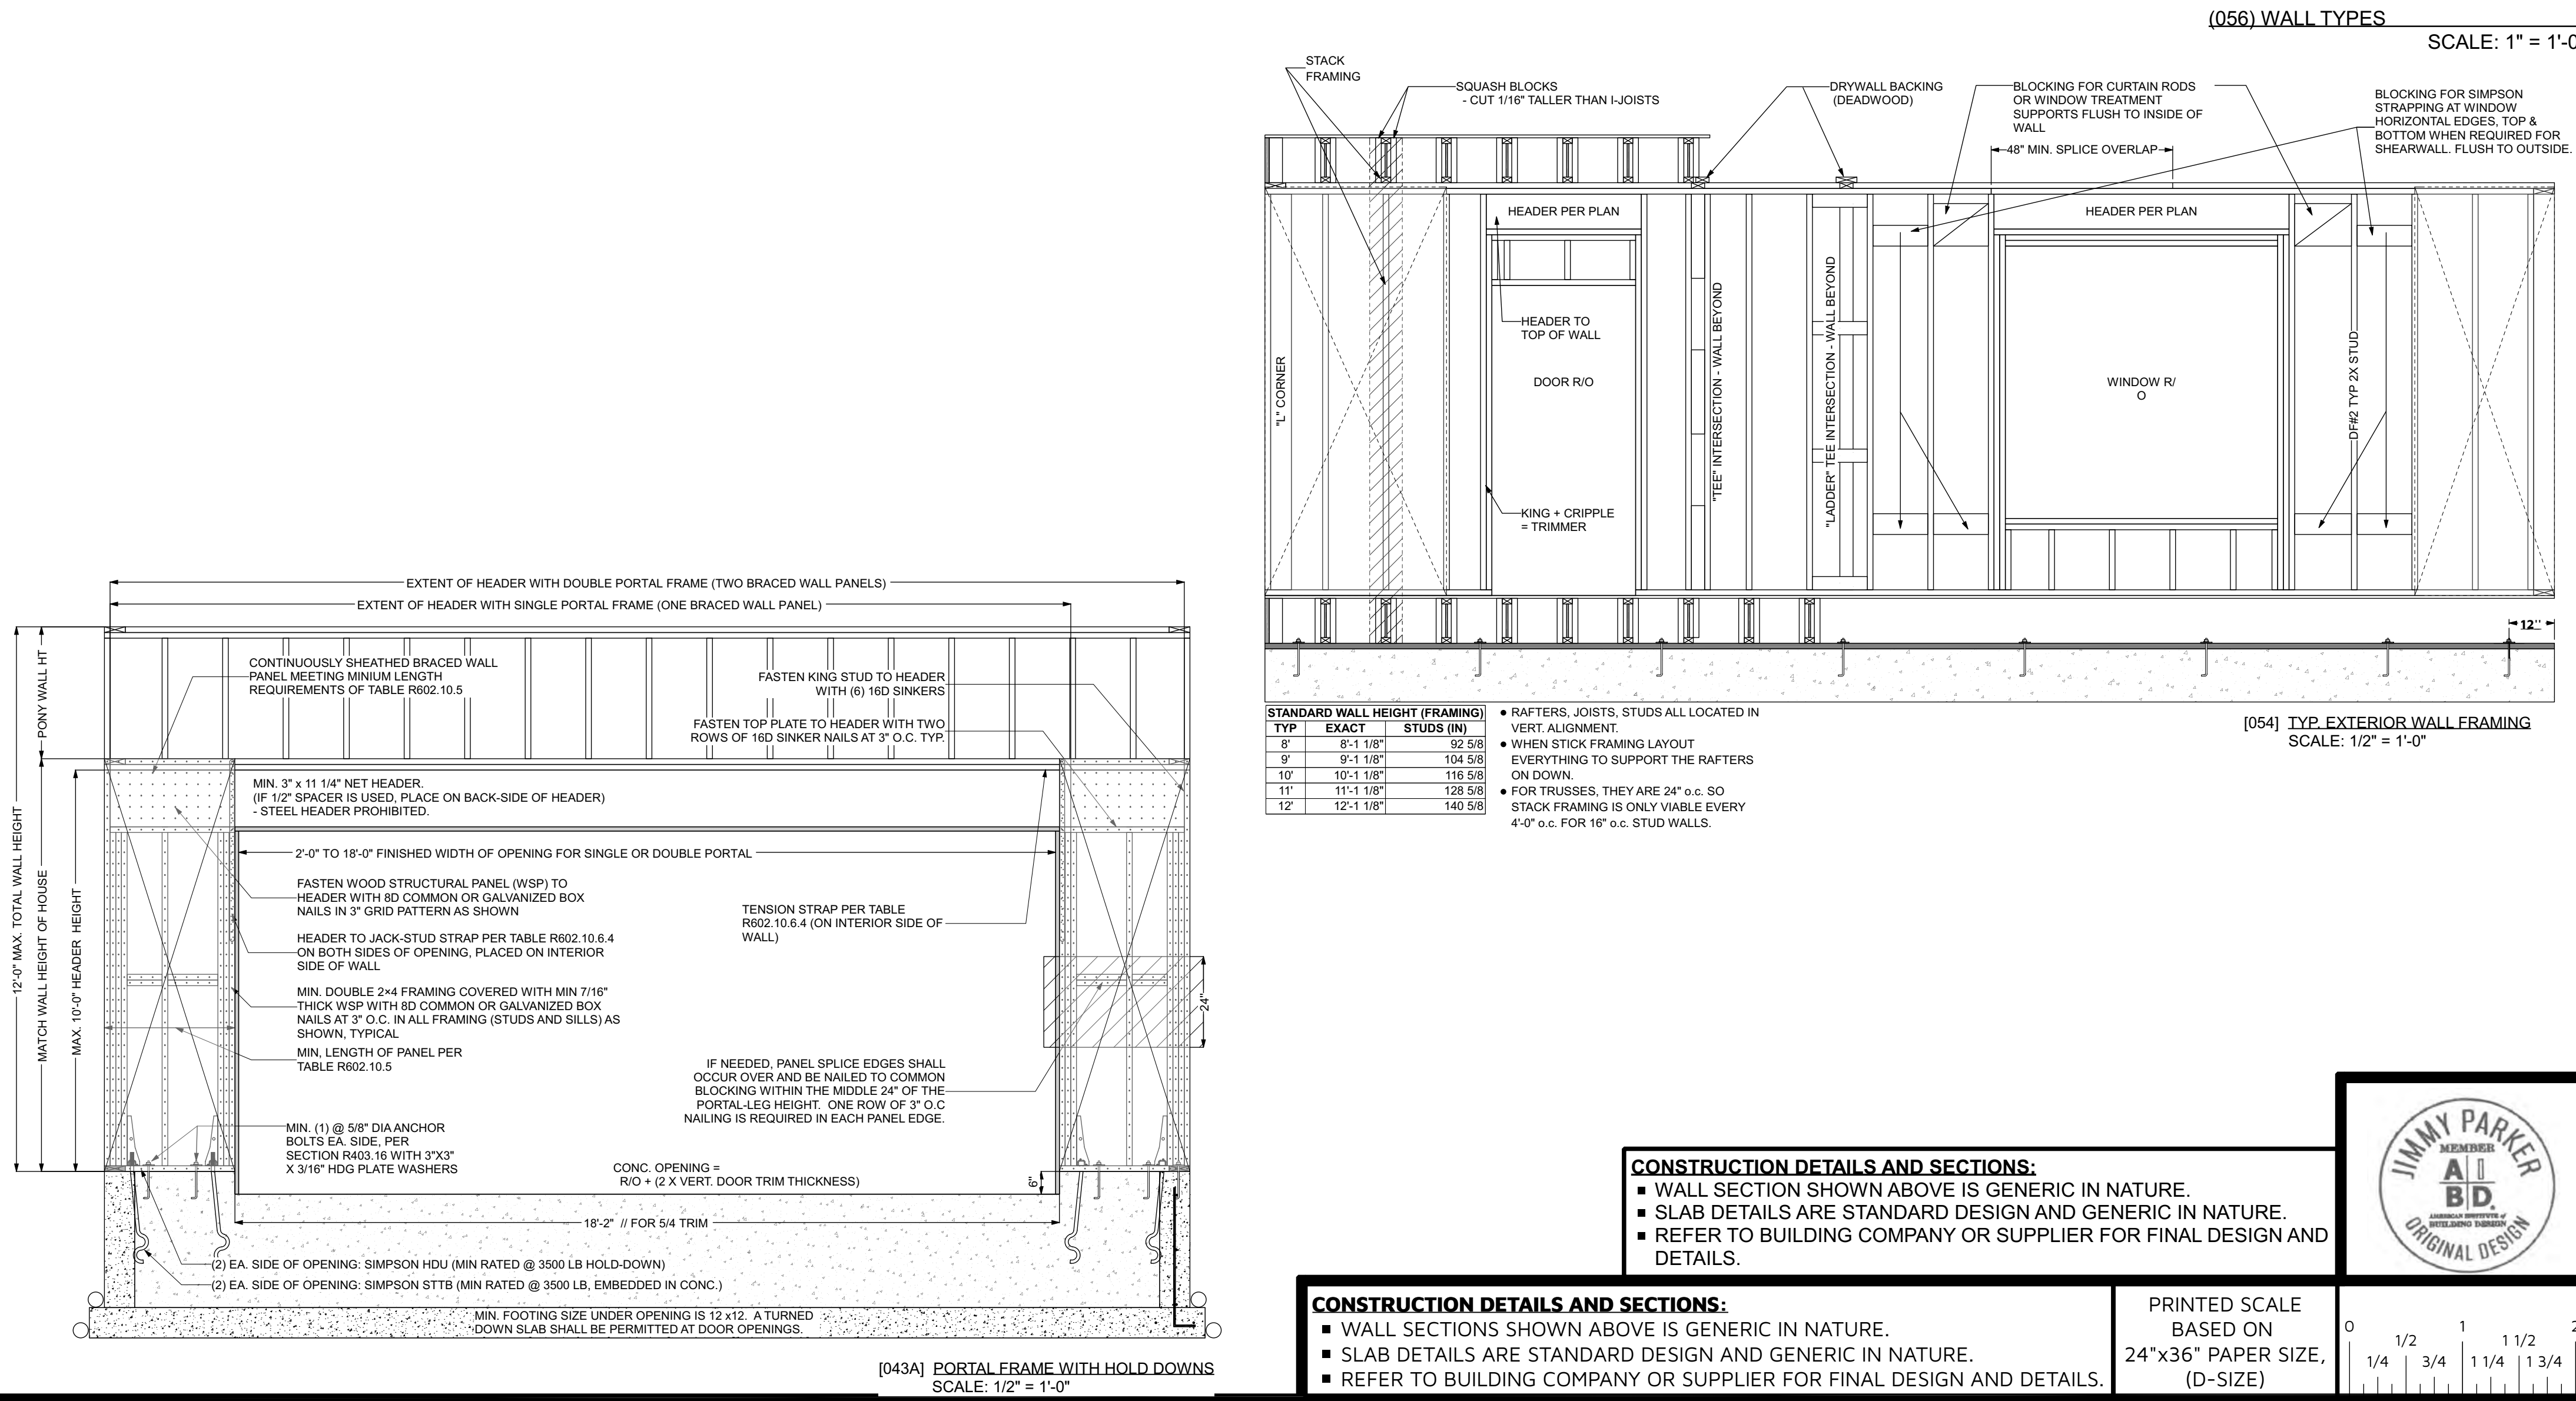 (056) WALL TYPES
SCALE: 1" = 1'-0
STACK
FRAMING
SQUASH BLOCKS
- CUT 1/16" TALLER THAN I-JOISTS
DRYWALL BACKING
(DEADWOOD)
BLOCKING FOR CURTAIN RODS
OR WINDOW TREATMENT
SUPPORTS FLUSH TO INSIDE OF
WALL
BLOCKING FOR SIMPSON
STRAPPING AT WINDOW
HORIZONTAL EDGES, TOP &
BOTTOM WHEN REQUIRED FOR
SHEARWALL. FLUSH TO OUTSIDE.
48" MIN. SPLICE OVERLAP
HEADER PER PLAN
HEADER PER PLAN
"L" CORNER
HEADER TO
TOP OF WALL
DOOR R/O
KING + CRIPPLE
= TRIMMER
"TEE" INTERSECTION - WALL BEYOND
"LADDER" TEE INTERSECTION - WALL BEYOND
WINDOW R/
O
DF#2 TYP 2X STUD
12"
STANDARD WALL HEIGHT (FRAMING)
TYP EXACT STUDS (IN)
8' 8'-1 1/8" 92 5/8
9' 9'-1 1/8" 104 5/8
10' 10'-1 1/8" 116 5/8
11' 11'-1 1/8" 128 5/8
12' 12'-1 1/8" 140 5/8
● RAFTERS, JOISTS, STUDS ALL LOCATED IN
VERT. ALIGNMENT.
● WHEN STICK FRAMING LAYOUT
EVERYTHING TO SUPPORT THE RAFTERS
ON DOWN.
● FOR TRUSSES, THEY ARE 24" o.c. SO
STACK FRAMING IS ONLY VIABLE EVERY
4'-0" o.c. FOR 16" o.c. STUD WALLS.
[054] TYP. EXTERIOR WALL FRAMING
SCALE: 1/2" = 1'-0"
EXTENT OF HEADER WITH DOUBLE PORTAL FRAME (TWO BRACED WALL PANELS)
EXTENT OF HEADER WITH SINGLE PORTAL FRAME (ONE BRACED WALL PANEL)
12'-0" MAX. TOTAL WALL HEIGHT
PONY WALL HT
MATCH WALL HEIGHT OF HOUSE
MAX. 10'-0" HEADER HEIGHT
CONTINUOUSLY SHEATHED BRACED WALL
PANEL MEETING MINIUM LENGTH
REQUIREMENTS OF TABLE R602.10.5
FASTEN KING STUD TO HEADER
WITH (6) 16D SINKERS
FASTEN TOP PLATE TO HEADER WITH TWO
ROWS OF 16D SINKER NAILS AT 3" O.C. TYP.
MIN. 3" x 11 1/4" NET HEADER.
(IF 1/2" SPACER IS USED, PLACE ON BACK-SIDE OF HEADER)
- STEEL HEADER PROHIBITED.
2'-0" TO 18'-0" FINISHED WIDTH OF OPENING FOR SINGLE OR DOUBLE PORTAL
FASTEN WOOD STRUCTURAL PANEL (WSP) TO
HEADER WITH 8D COMMON OR GALVANIZED BOX
NAILS IN 3" GRID PATTERN AS SHOWN
HEADER TO JACK-STUD STRAP PER TABLE R602.10.6.4
ON BOTH SIDES OF OPENING, PLACED ON INTERIOR
SIDE OF WALL
TENSION STRAP PER TABLE
R602.10.6.4 (ON INTERIOR SIDE OF
WALL)
MIN. DOUBLE 2×4 FRAMING COVERED WITH MIN 7/16"
THICK WSP WITH 8D COMMON OR GALVANIZED BOX
NAILS AT 3" O.C. IN ALL FRAMING (STUDS AND SILLS) AS
SHOWN, TYPICAL
MIN, LENGTH OF PANEL PER
TABLE R602.10.5
24"
IF NEEDED, PANEL SPLICE EDGES SHALL
OCCUR OVER AND BE NAILED TO COMMON
BLOCKING WITHIN THE MIDDLE 24" OF THE
PORTAL-LEG HEIGHT. ONE ROW OF 3" O.C
NAILING IS REQUIRED IN EACH PANEL EDGE.
MIN. (1) @ 5/8" DIA ANCHOR
BOLTS EA. SIDE, PER
SECTION R403.16 WITH 3"X3"
X 3/16" HDG PLATE WASHERS
CONC. OPENING =
R/O + (2 X VERT. DOOR TRIM THICKNESS)
6"
18'-2" // FOR 5/4 TRIM
(2) EA. SIDE OF OPENING: SIMPSON HDU (MIN RATED @ 3500 LB HOLD-DOWN)
(2) EA. SIDE OF OPENING: SIMPSON STTB (MIN RATED @ 3500 LB, EMBEDDED IN CONC.)
MIN. FOOTING SIZE UNDER OPENING IS 12 x12. A TURNED
DOWN SLAB SHALL BE PERMITTED AT DOOR OPENINGS.
[043A] PORTAL FRAME WITH HOLD DOWNS
SCALE: 1/2" = 1'-0"
CONSTRUCTION DETAILS AND SECTIONS:
▪ WALL SECTION SHOWN ABOVE IS GENERIC IN NATURE.
▪ SLAB DETAILS ARE STANDARD DESIGN AND GENERIC IN NATURE.
▪ REFER TO BUILDING COMPANY OR SUPPLIER FOR FINAL DESIGN AND
DETAILS.
JIMMY PARKER
MEMBER
AI
BD
AMERICAN INSTITUTE of
BUILDING DESIGN
ORIGINAL DESIGN
CONSTRUCTION DETAILS AND SECTIONS:
▪ WALL SECTIONS SHOWN ABOVE IS GENERIC IN NATURE.
▪ SLAB DETAILS ARE STANDARD DESIGN AND GENERIC IN NATURE.
▪ REFER TO BUILDING COMPANY OR SUPPLIER FOR FINAL DESIGN AND DETAILS.
PRINTED SCALE
BASED ON
24"x36" PAPER SIZE,
(D-SIZE)
0 1 2
1/2 1 1/2
1/4 3/4 1 1/4 1 3/4